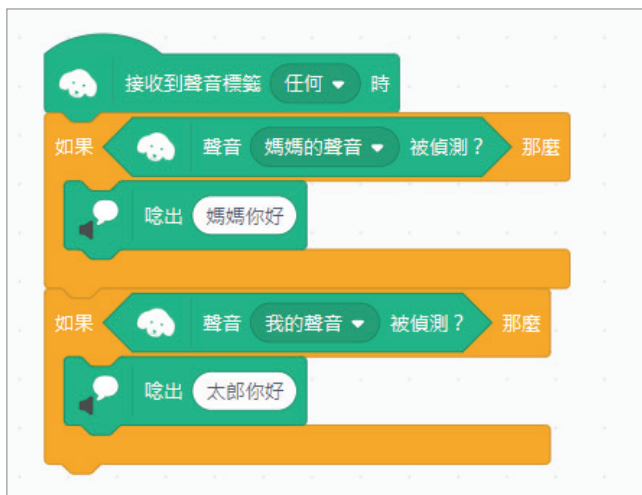 接收到聲音標籤 任何 時
如果 聲音 媽媽的聲音 被偵測？ 那麼
唸出 媽媽你好
如果 聲音 我的聲音 被偵測？ 那麼
唸出 太郎你好